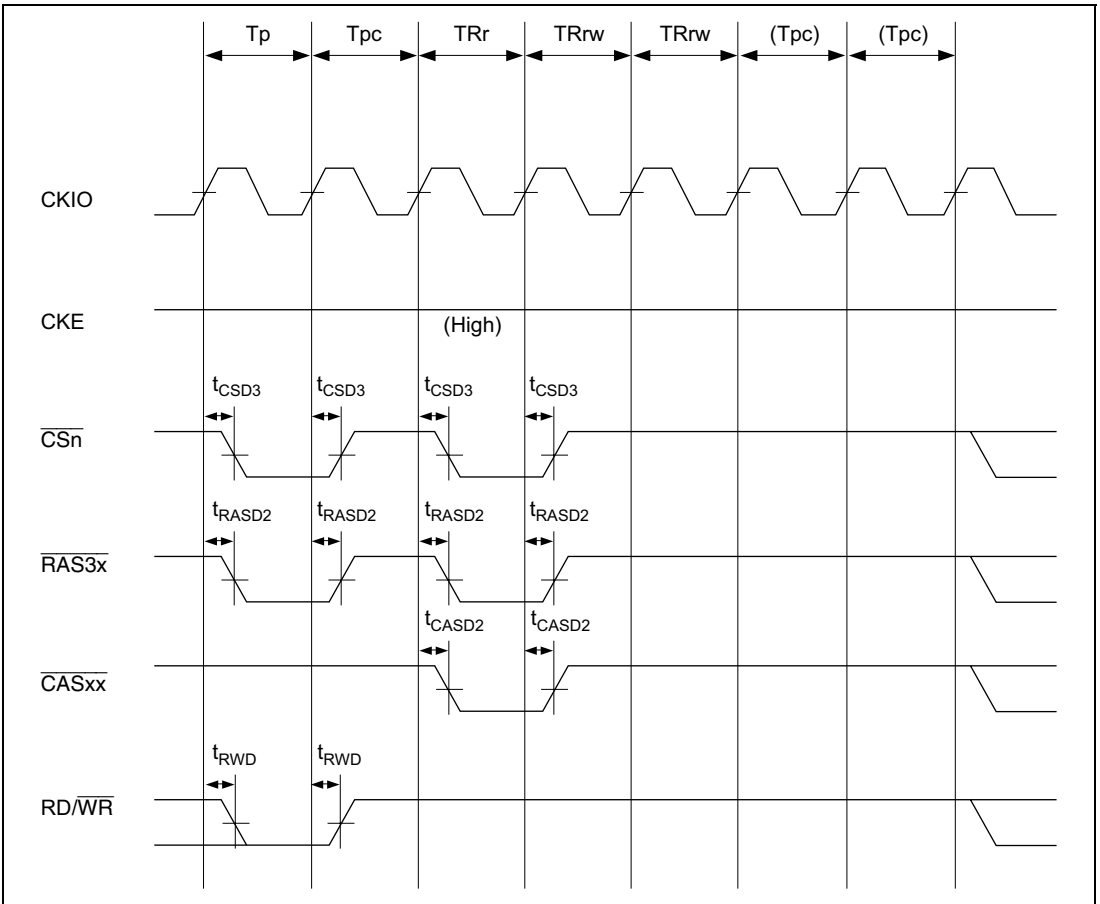 Tp Tpc TRr TRrw TRrw (Tpc) (Tpc)
CKIO
CKE
(High)
tCSD3 tCSD3 tCSD3 tCSD3
CSn
tRASD2 tRASD2 tRASD2 tRASD2
RAS3x
tCASD2 tCASD2
CASxx
tRWD tRWD
RD/WR